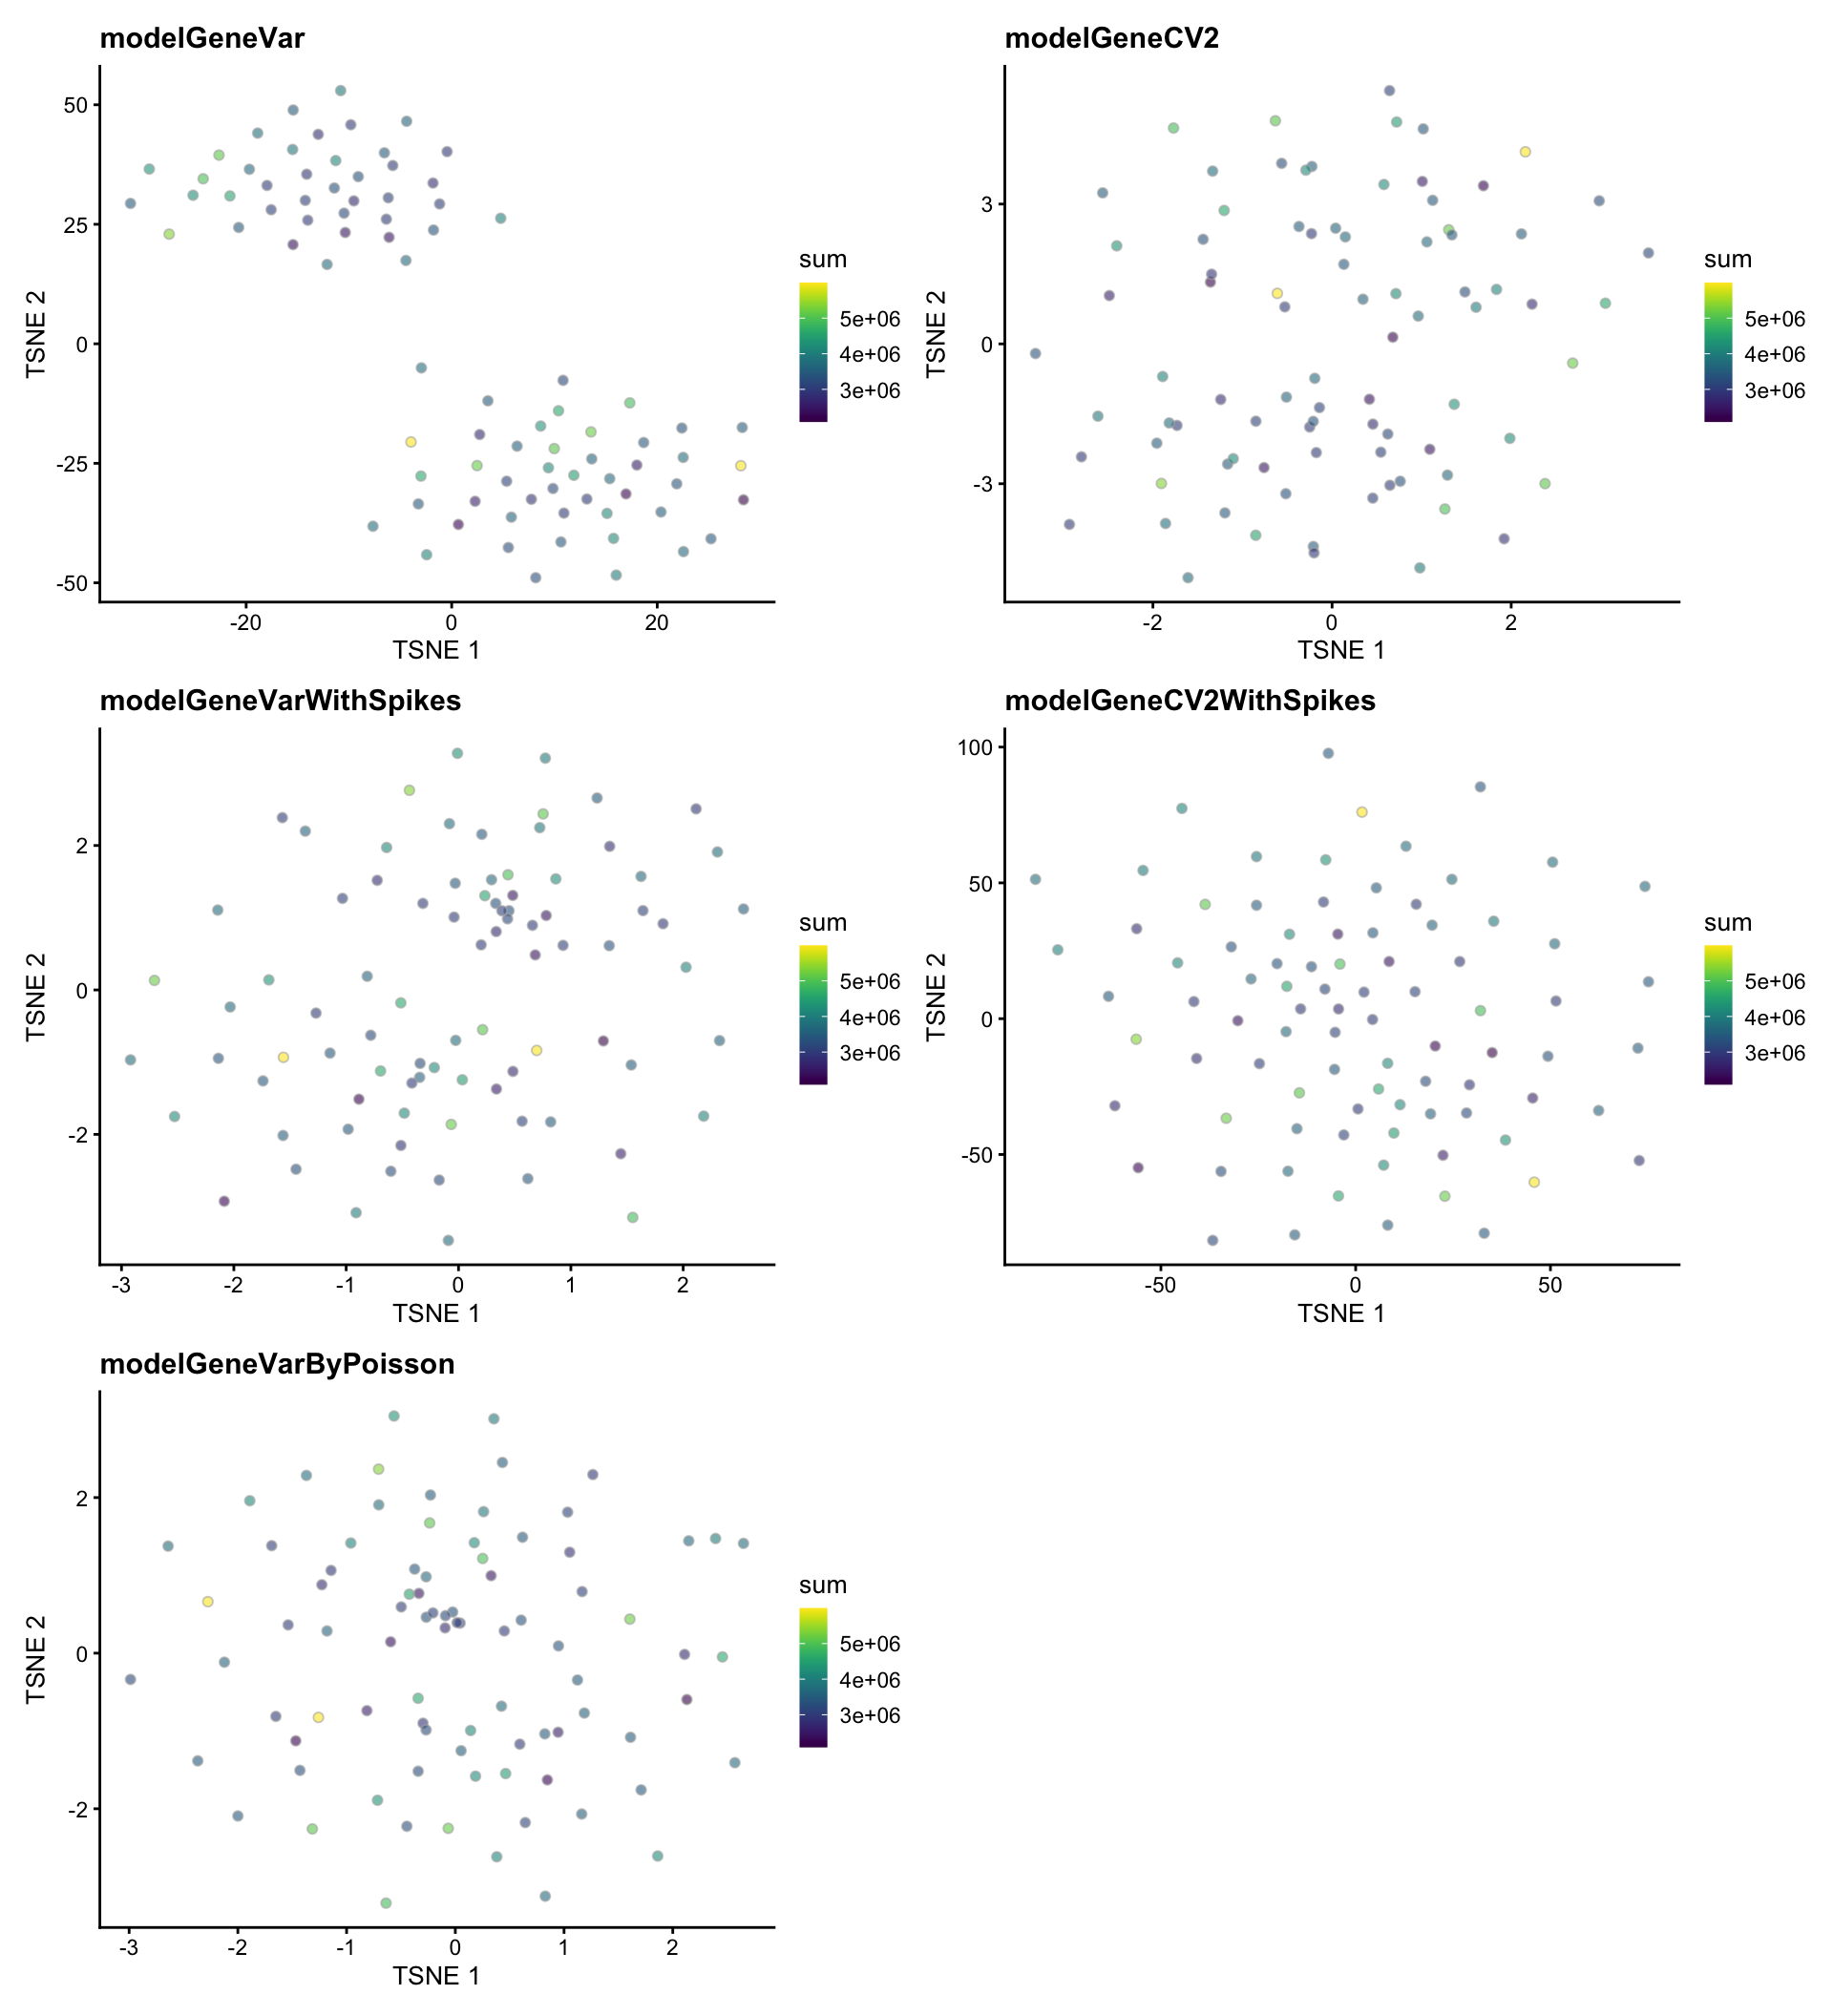 modelGeneVar
50
25
0
-25
-50
TSNE 2
-20
0
20
TSNE 1
sum
5e+06
4e+06
3e+06
modelGeneCV2
3
0
-3
TSNE 2
-2
0
2
TSNE 1
sum
5e+06
4e+06
3e+06
modelGeneVarWithSpikes
2
0
-2
TSNE 2
-3
-2
-1
0
1
2
TSNE 1
sum
5e+06
4e+06
3e+06
modelGeneCV2WithSpikes
100
50
0
-50
TSNE 2
-50
0
50
TSNE 1
sum
5e+06
4e+06
3e+06
modelGeneVarByPoisson
2
0
-2
TSNE 2
-3
-2
-1
0
1
2
TSNE 1
sum
5e+06
4e+06
3e+06